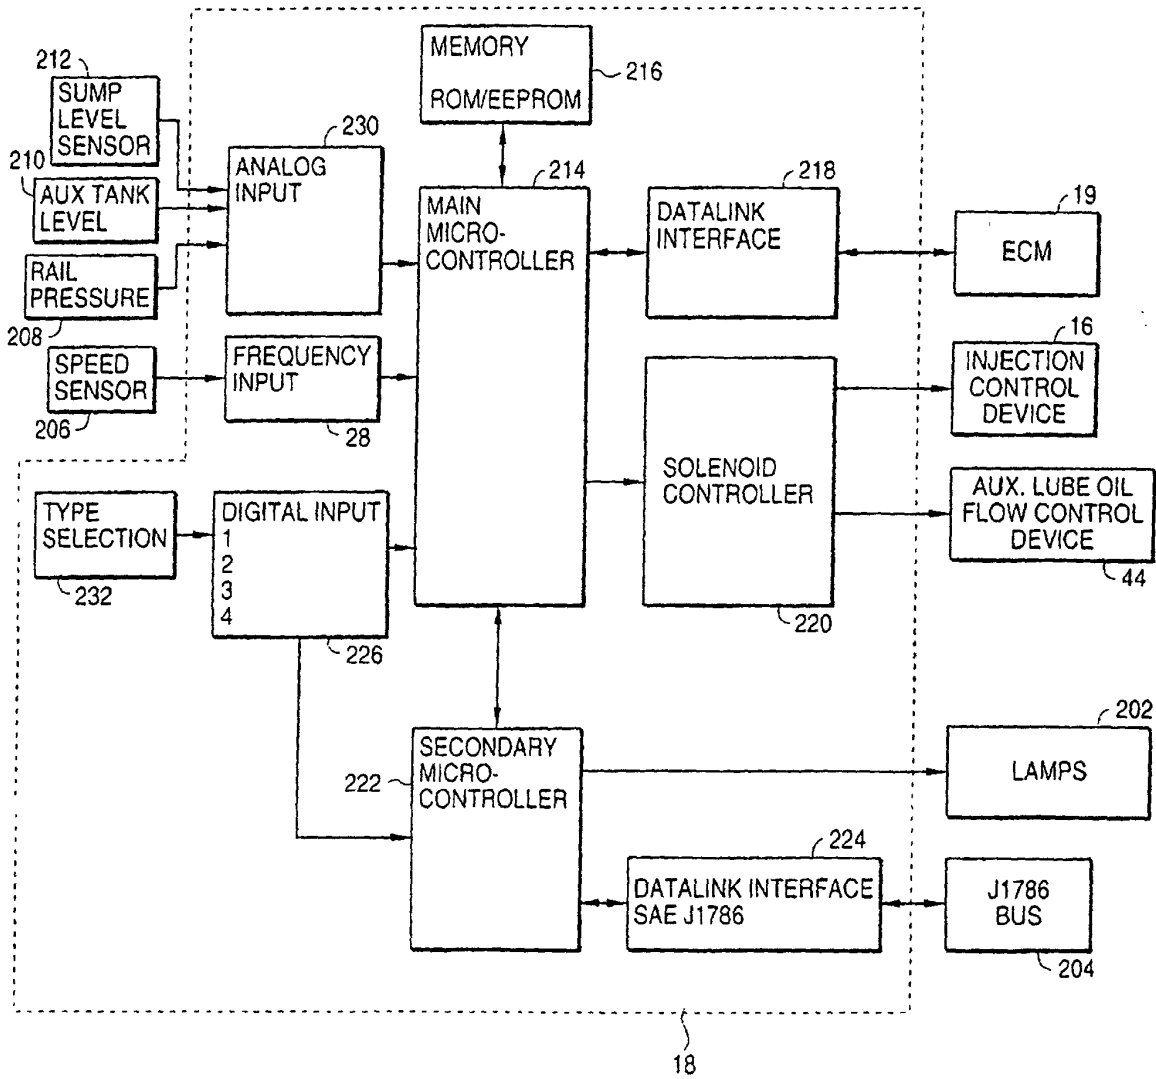 212
SUMP
LEVEL
SENSOR
210
AUX TANK
LEVEL
RAIL
PRESSURE
208
SPEED
SENSOR
206
230
ANALOG
INPUT
FREQUENCY
INPUT
28
TYPE
SELECTION
232
DIGITAL INPUT
1
2
3
4
226
MEMORY
ROM/EEPROM
216
214
MAIN
MICRO-
CONTROLLER
218
DATALINK
INTERFACE
19
ECM
SOLENOID
CONTROLLER
220
16
INJECTION
CONTROL
DEVICE
AUX. LUBE OIL
FLOW CONTROL
DEVICE
44
222
SECONDARY
MICRO-
CONTROLLER
202
LAMPS
224
DATALINK INTERFACE
SAE J1786
J1786
BUS
204
18